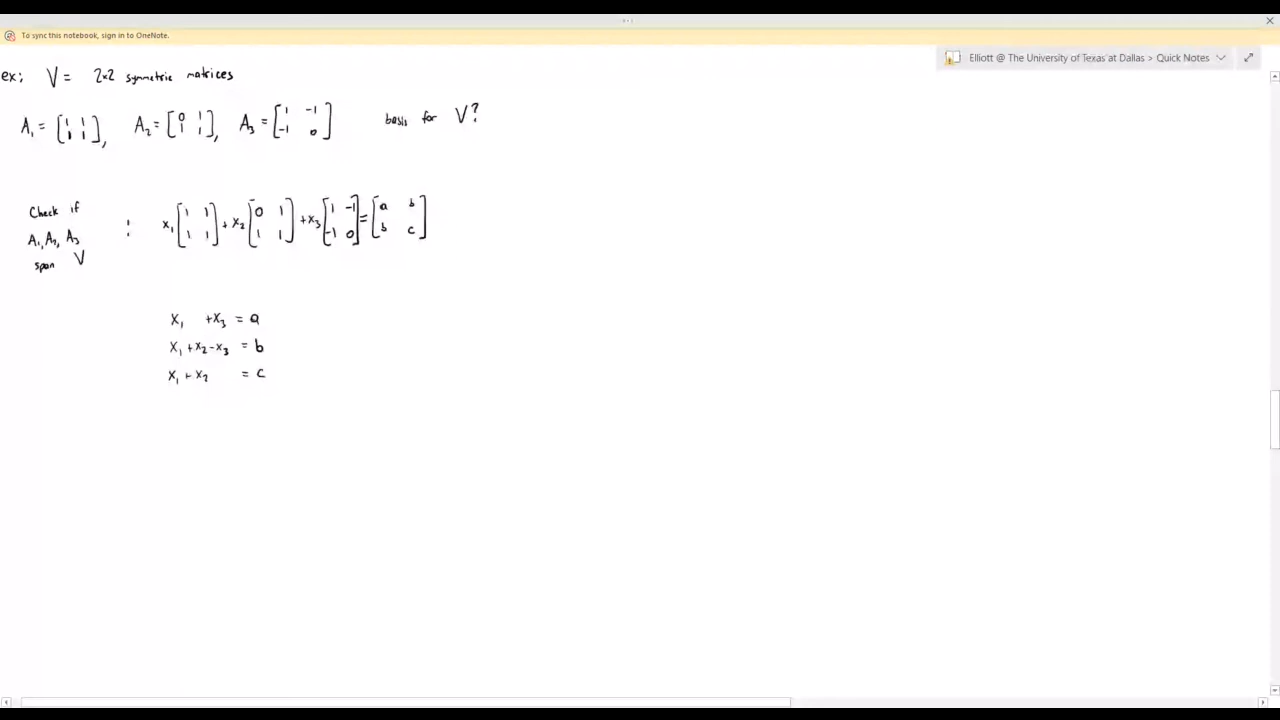 To sync this notebook, sign in to OneNote.
Elliott @ The University of Texas at Dallas > Quick Notes
ex: V = 2×2 symmetric matrices
A₁ = [1 1; 1 1], A₂ = [0 1; 1 1], A₃ = [1 -1; -1 0] basis for V?
Check if
A₁, A₂, A₃
span V
: x₁[1 1; 1 1] + x₂[0 1; 1 1] + x₃[1 -1; -1 0] = [a b; b c]
x₁ + x₃ = a
x₁ + x₂ - x₃ = b
x₁ + x₂ = c